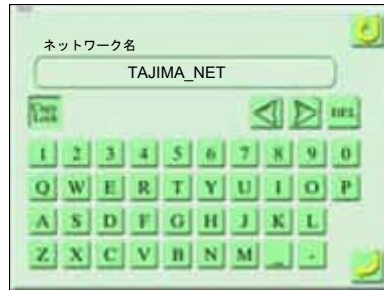 ネットワーク名
TAJIMA_NET
Caps Lock
DEL
1 2 3 4 5 6 7 8 9 0
Q W E R T Y U I O P
A S D F G H J K L
Z X C V B N M _ -